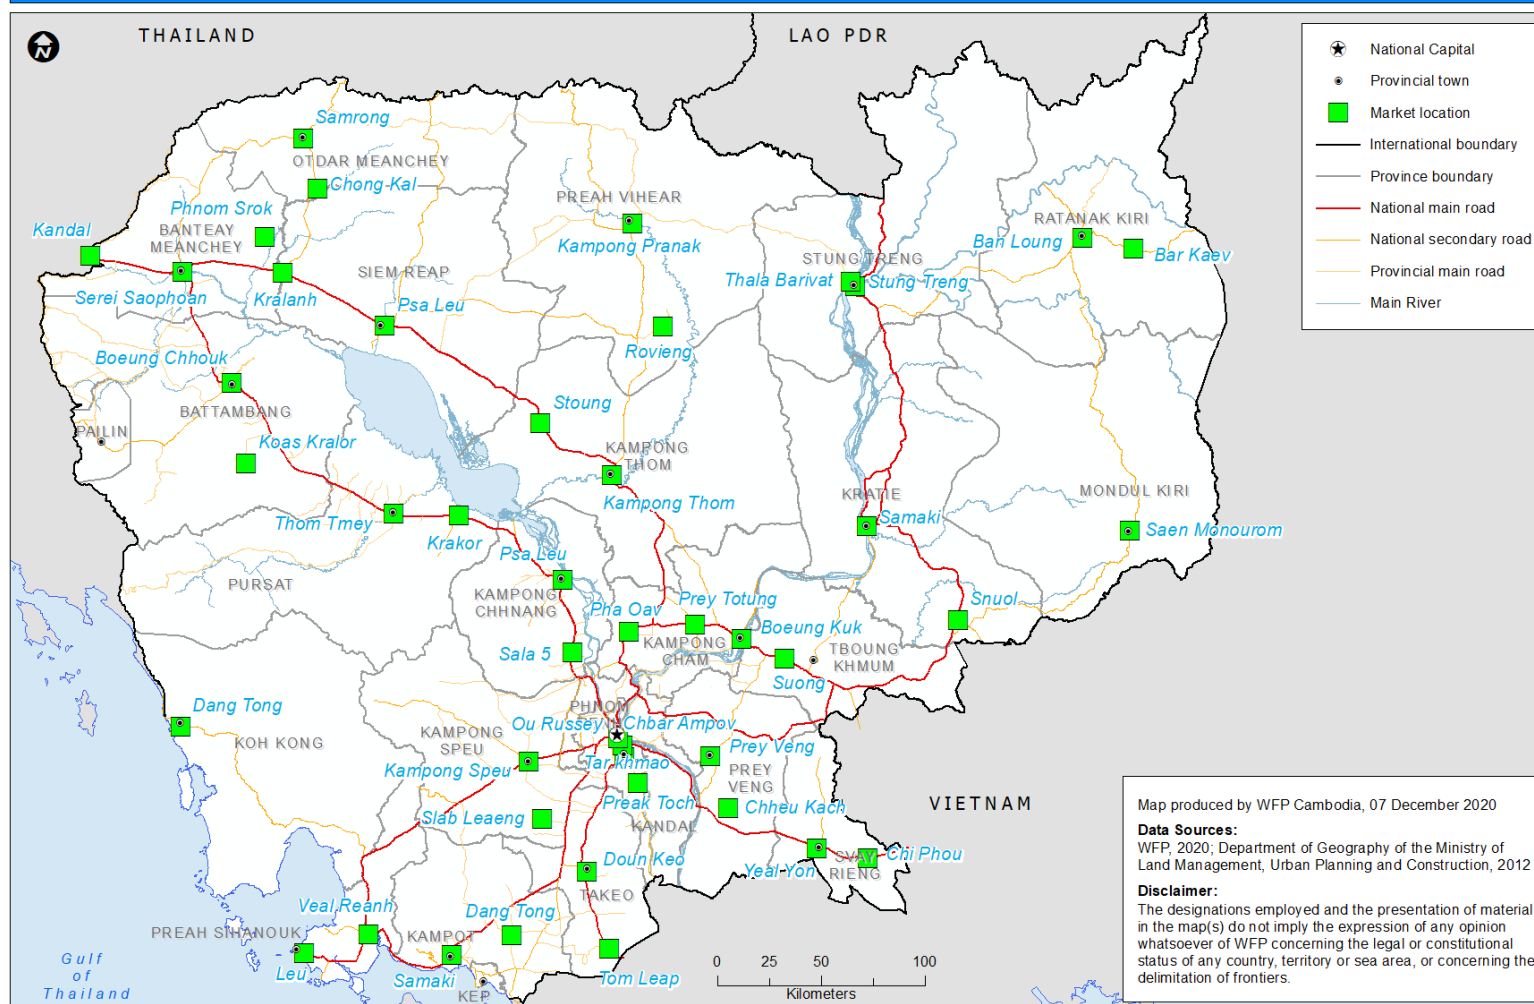 THAILAND
LAO PDR
N
National Capital
Provincial town
Market location
International boundary
Province boundary
National main road
National secondary road
Provincial main road
Main River
Samrong
OTDAR MEANCHEY
Chong Kal
Phnom Srok
BANTEAY
MEANCHEY
Kandal
Serei Saophoan
Kralanh
SIEM REAP
Psa Leu
PREAH VIHEAR
Kampong Pranak
Rovieng
STUNG TRENG
Thala Barivat
Stung Treng
RATANAK KIRI
Ban Loung
Bar Kaev
Boeung Chhouk
BATTAMBANG
PAILIN
Koas Kralor
Stoung
KAMPONG
THOM
Kampong Thom
Thom Tmey
Krakor
KRATIE
Samaki
MONDUL KIRI
Saen Monourom
PURSAT
Psa Leu
KAMPONG
CHHNANG
Sala 5
Pha Oav
Prey Totung
Boeung Kuk
KAMPONG
CHAM
Suong
TBOUNG
KHMUM
Snuol
Dang Tong
KOH KONG
KAMPONG
SPEU
Kampong Speu
PHNOM
Ou Russey
Chbar Ampov
Tar khmao
Preak Toch
KANDAL
Prey Veng
PREY
VENG
Chheu Kach
Slab Leaeng
Doun Keo
TAKEO
Yeal Yon
SVAY
RIENG
Chi Phou
VIETNAM
Veal Reanh
PREAH SIHANOUK
Leu
Dang Tong
KAMPOT
Samaki
KEP
Tom Leap
Gulf
of
Thailand
0 25 50 100
Kilometers
Map produced by WFP Cambodia, 07 December 2020
Data Sources:
WFP, 2020; Department of Geography of the Ministry of
Land Management, Urban Planning and Construction, 2012
Disclaimer:
The designations employed and the presentation of material
in the map(s) do not imply the expression of any opinion
whatsoever of WFP concerning the legal or constitutional
status of any country, territory or sea area, or concerning the
delimitation of frontiers.